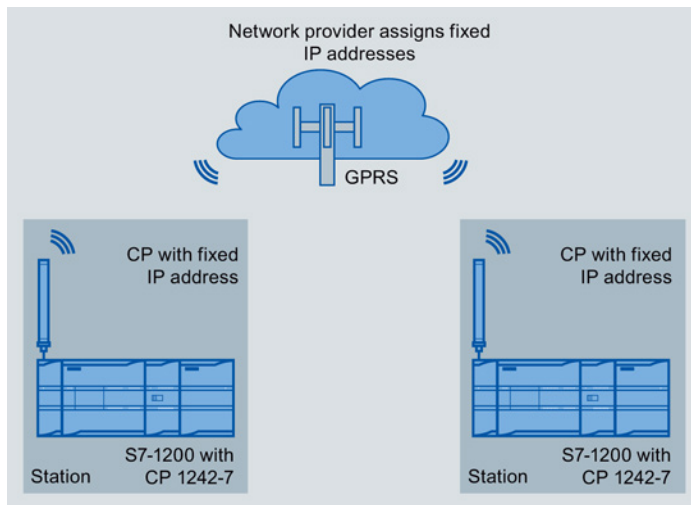 Network provider assigns fixed
IP addresses
GPRS
CP with fixed
IP address
S7-1200 with
Station CP 1242-7
CP with fixed
IP address
S7-1200 with
Station CP 1242-7